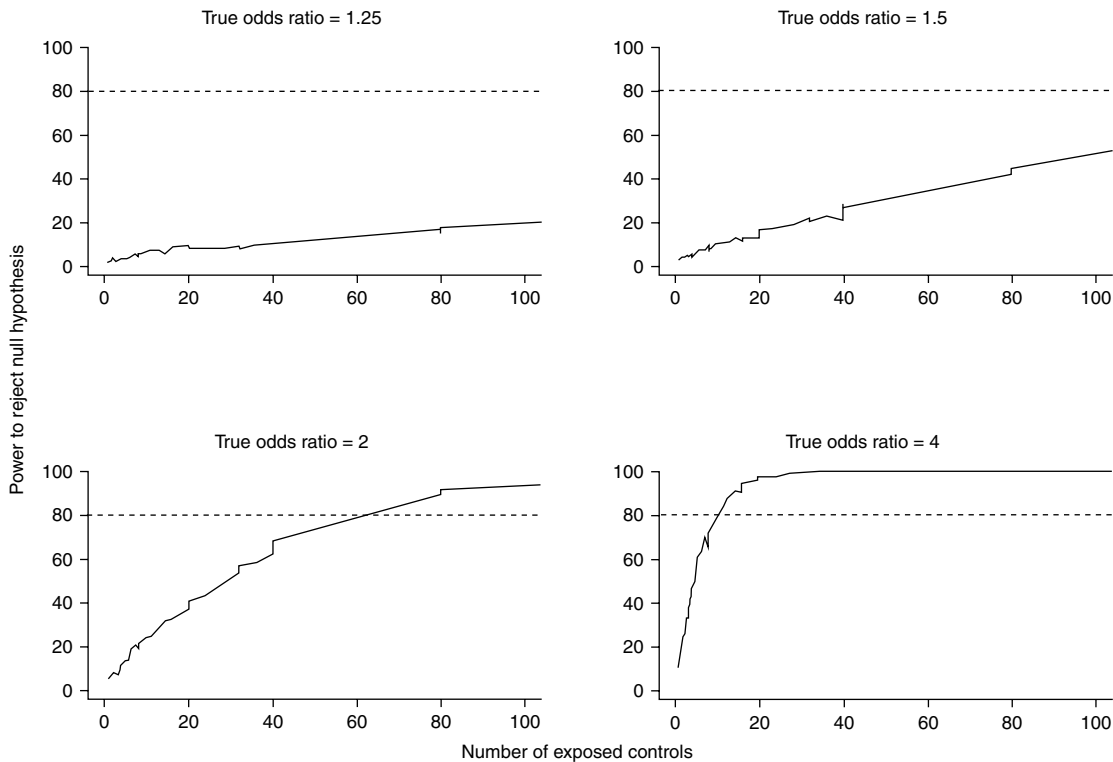 True odds ratio = 1.25
100
80
60
40
20
0
0 20 40 60 80 100
True odds ratio = 1.5
100
80
60
40
20
0
0 20 40 60 80 100
Power to reject null hypothesis
True odds ratio = 2
100
80
60
40
20
0
0 20 40 60 80 100
True odds ratio = 4
100
80
60
40
20
0
0 20 40 60 80 100
Number of exposed controls